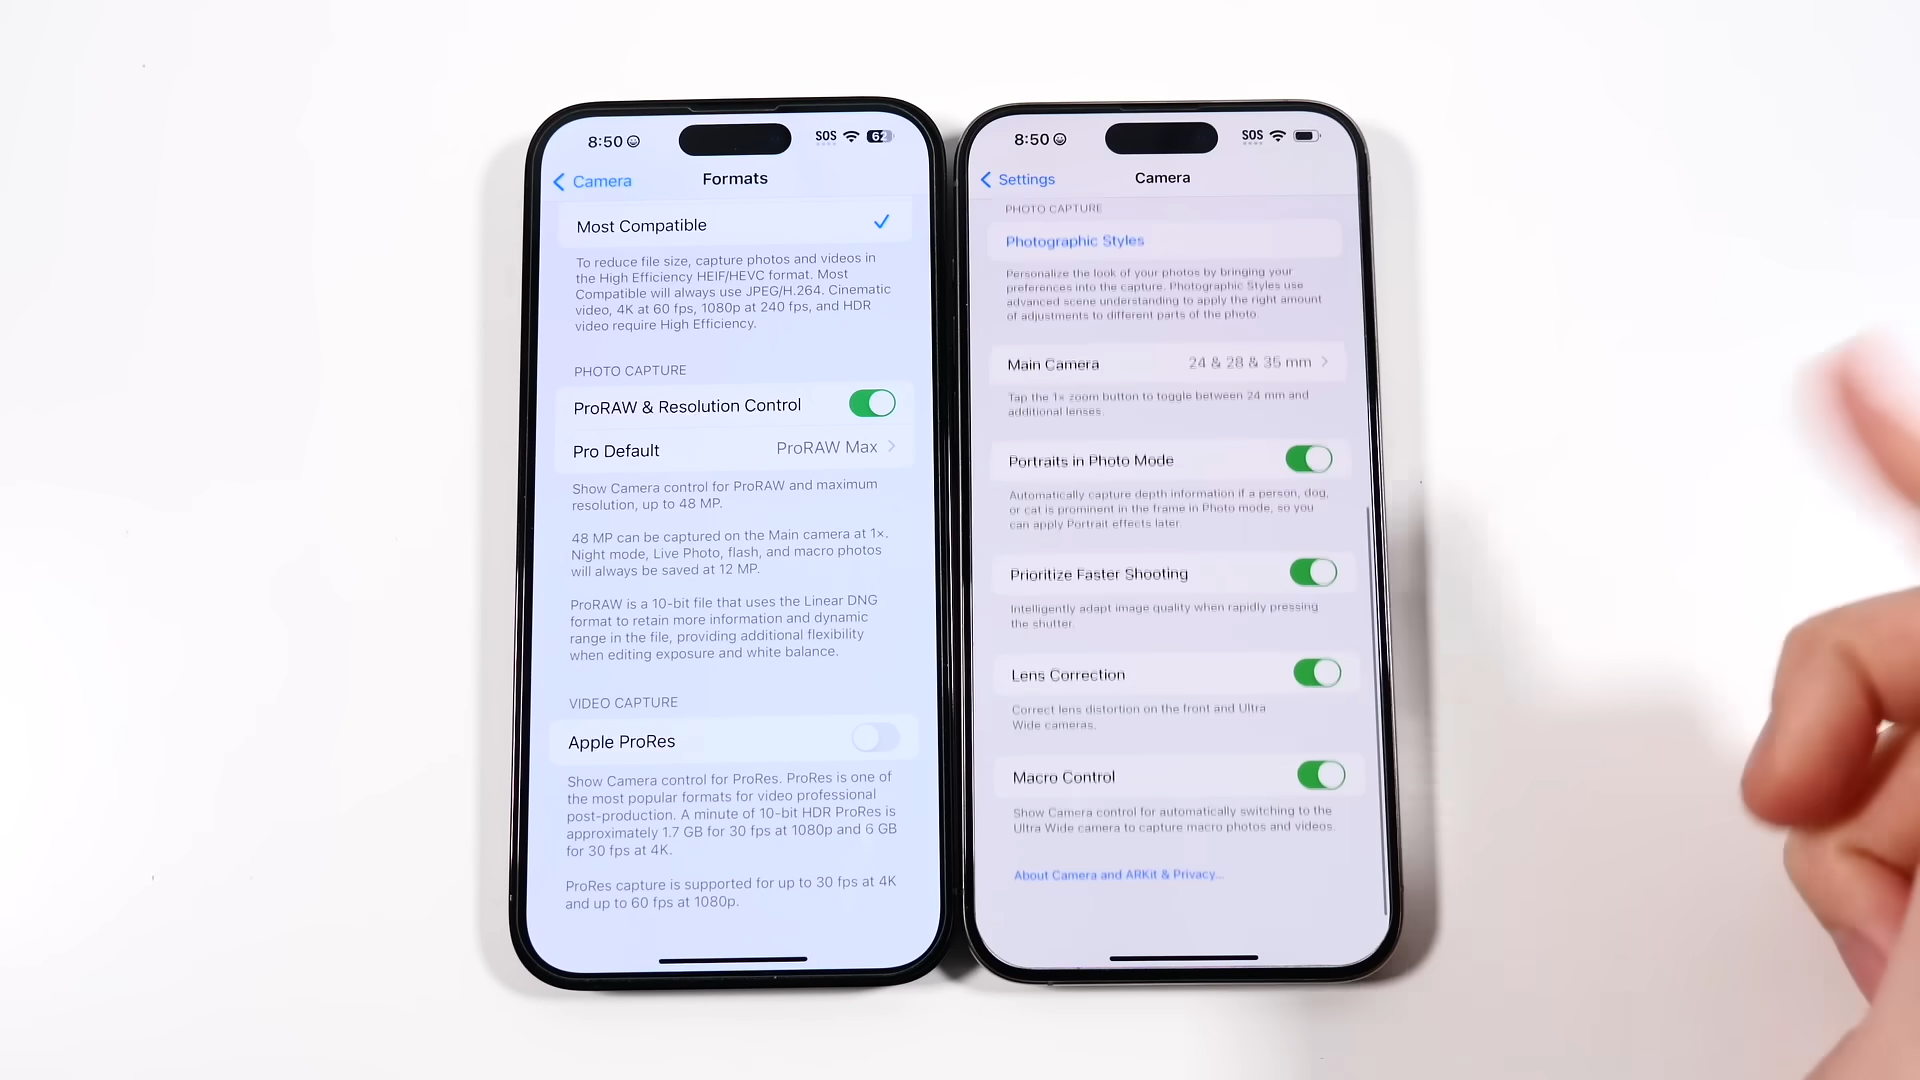 8:50
SOS
62
Camera
Formats
Most Compatible
To reduce file size, capture photos and videos in
the High Efficiency HEIF/HEVC format. Most
Compatible will always use JPEG/H.264. Cinematic
video, 4K at 60 fps, 1080p at 240 fps, and HDR
video require High Efficiency.
PHOTO CAPTURE
ProRAW & Resolution Control
Pro Default
ProRAW Max
Show Camera control for ProRAW and maximum
resolution, up to 48 MP.
48 MP can be captured on the Main camera at 1×.
Night mode, Live Photo, flash, and macro photos
will always be saved at 12 MP.
ProRAW is a 10-bit file that uses the Linear DNG
format to retain more information and dynamic
range in the file, providing additional flexibility
when editing exposure and white balance.
VIDEO CAPTURE
Apple ProRes
Show Camera control for ProRes. ProRes is one of
the most popular formats for video professional
post-production. A minute of 10-bit HDR ProRes is
approximately 1.7 GB for 30 fps at 1080p and 6 GB
for 30 fps at 4K.
ProRes capture is supported for up to 30 fps at 4K
and up to 60 fps at 1080p.
8:50
SOS
Settings
Camera
PHOTO CAPTURE
Photographic Styles
Personalize the look of your photos by bringing your
preferences into the capture. Photographic Styles use
advanced scene understanding to apply the right amount
of adjustments to different parts of the photo.
Main Camera
24 & 28 & 35 mm
Tap the 1× zoom button to toggle between 24 mm and
additional lenses.
Portraits in Photo Mode
Automatically capture depth information if a person, dog,
or cat is prominent in the frame in Photo mode, so you
can apply Portrait effects later.
Prioritize Faster Shooting
Intelligently adapt image quality when rapidly pressing
the shutter.
Lens Correction
Correct lens distortion on the front and Ultra
Wide cameras.
Macro Control
Show Camera control for automatically switching to the
Ultra Wide camera to capture macro photos and videos.
About Camera and ARKit & Privacy...